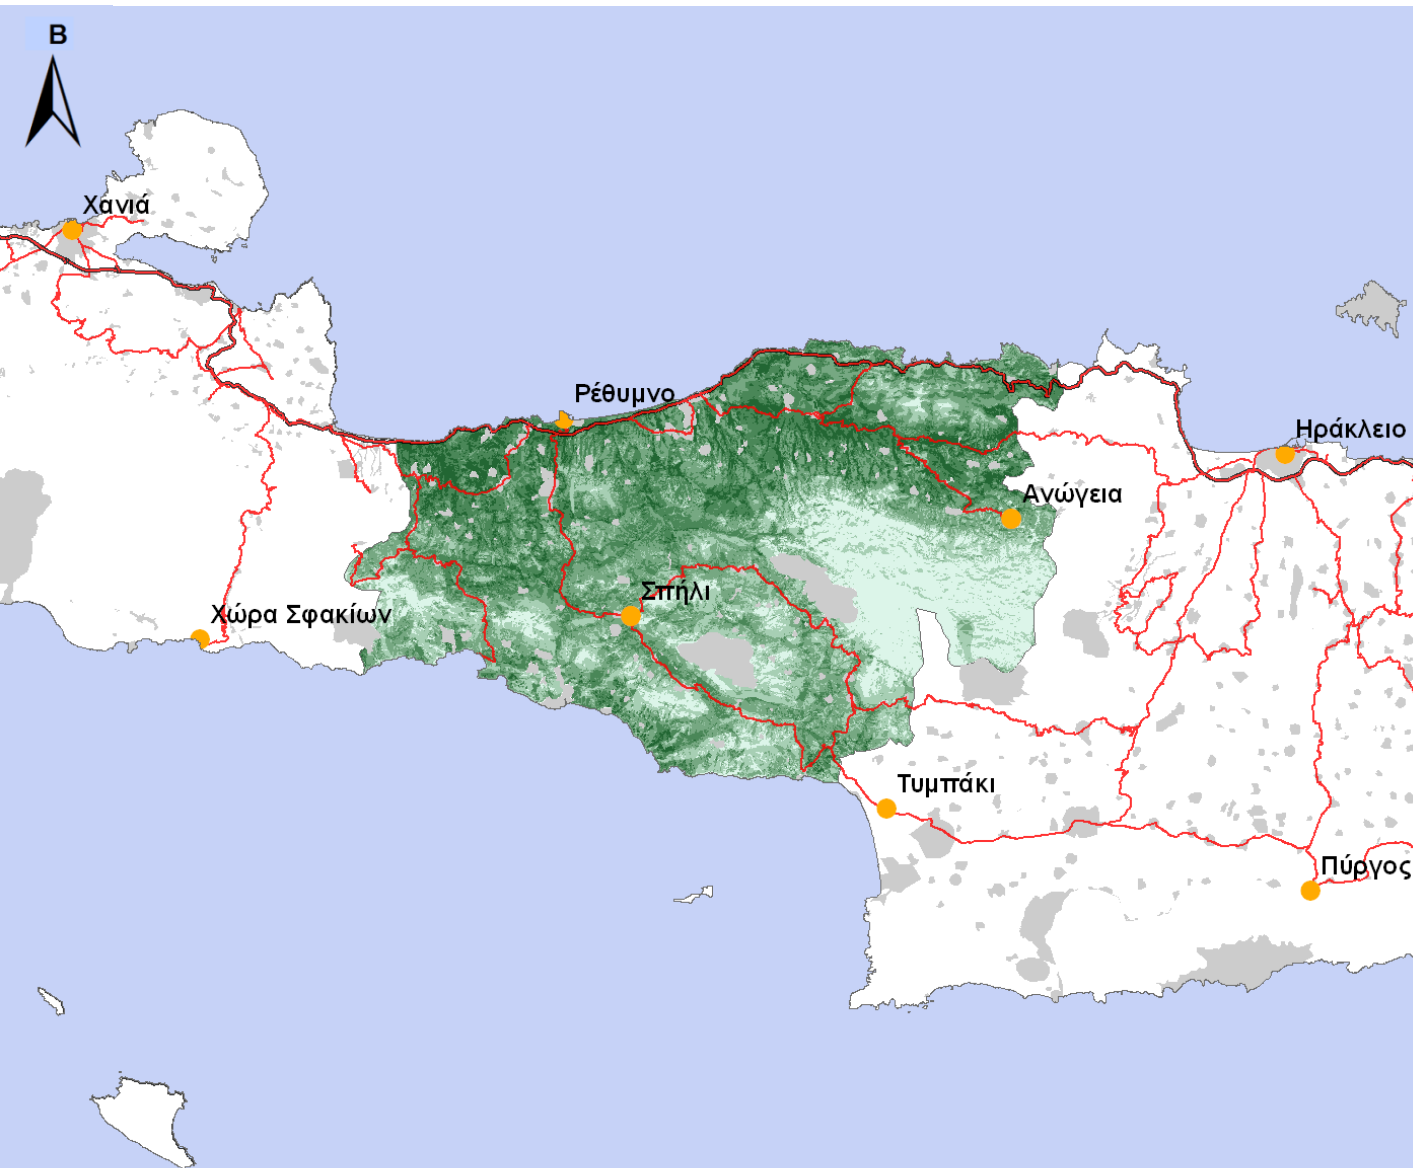 Β
Χανιά
Ρέθυμνο
Ηράκλειο
Ανώγεια
Σπήλι
Χώρα Σφακίων
Τυμπάκι
Πύργος